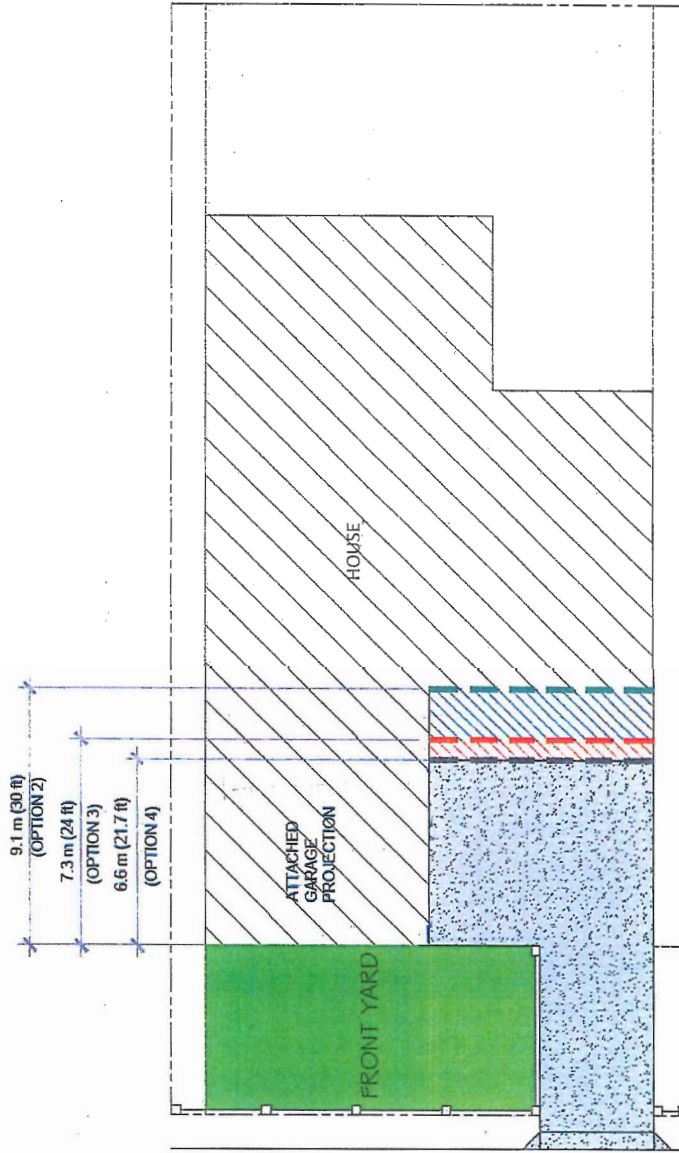 9.1 m (30 ft)
(OPTION 2)
7.3 m (24 ft)
(OPTION 3)
6.6 m (21.7 ft)
(OPTION 4)
ATTACHED
GARAGE
PROJECTION
HOUSE
FRONT YARD